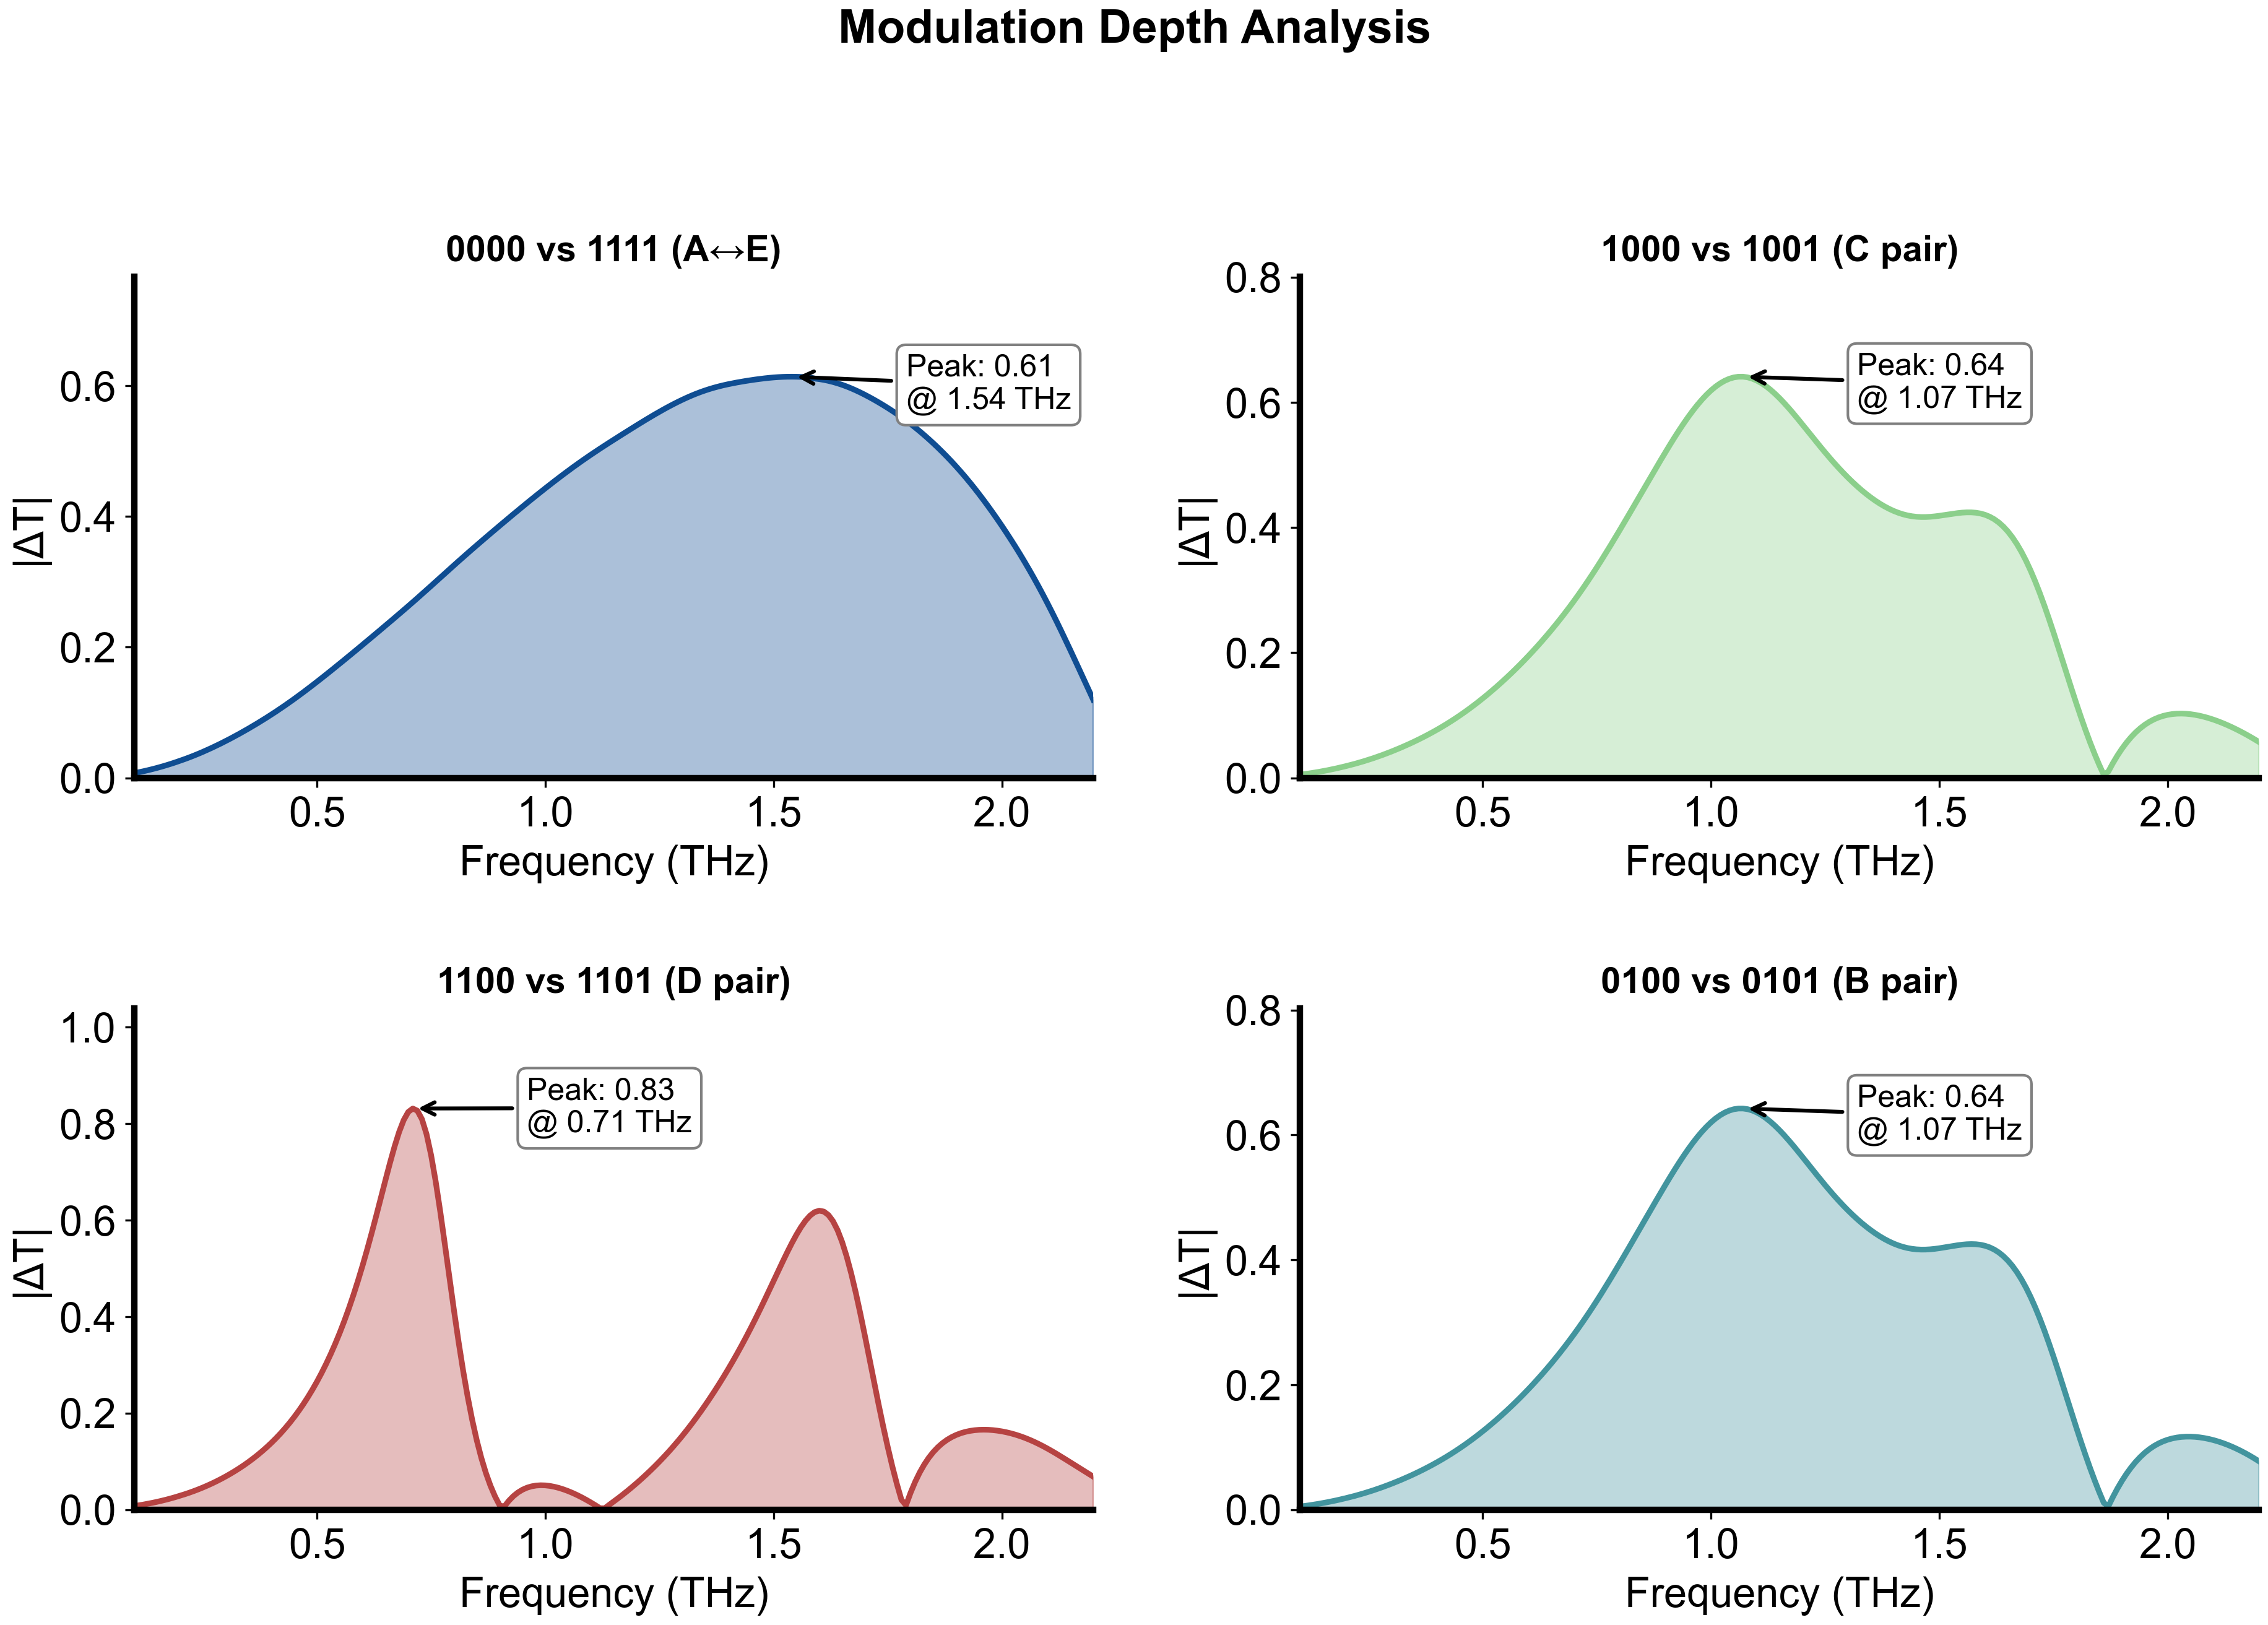 Modulation Depth Analysis
0000 vs 1111 (A↔E)
0.6
0.4
0.2
0.0
|ΔT|
Peak: 0.61
@ 1.54 THz
0.5 1.0 1.5 2.0
Frequency (THz)
1000 vs 1001 (C pair)
0.8
0.6
0.4
0.2
0.0
|ΔT|
Peak: 0.64
@ 1.07 THz
0.5 1.0 1.5 2.0
Frequency (THz)
1100 vs 1101 (D pair)
1.0
0.8
0.6
0.4
0.2
0.0
|ΔT|
Peak: 0.83
@ 0.71 THz
0.5 1.0 1.5 2.0
Frequency (THz)
0100 vs 0101 (B pair)
0.8
0.6
0.4
0.2
0.0
|ΔT|
Peak: 0.64
@ 1.07 THz
0.5 1.0 1.5 2.0
Frequency (THz)